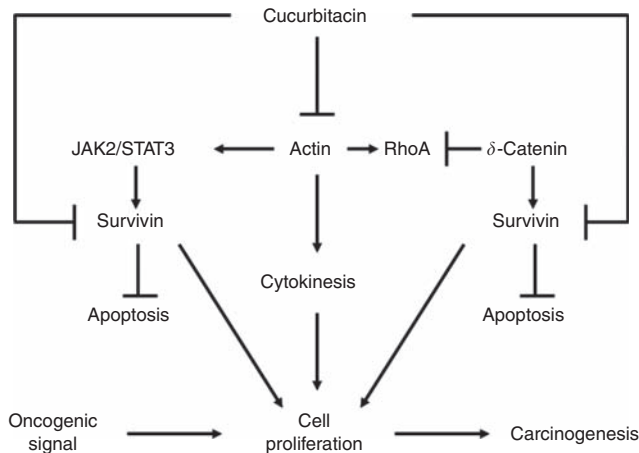 Cucurbitacin
JAK2/STAT3 Actin RhoA δ-Catenin
Survivin Survivin
Cytokinesis
Apoptosis Apoptosis
Oncogenic
signal
Cell
proliferation
Carcinogenesis